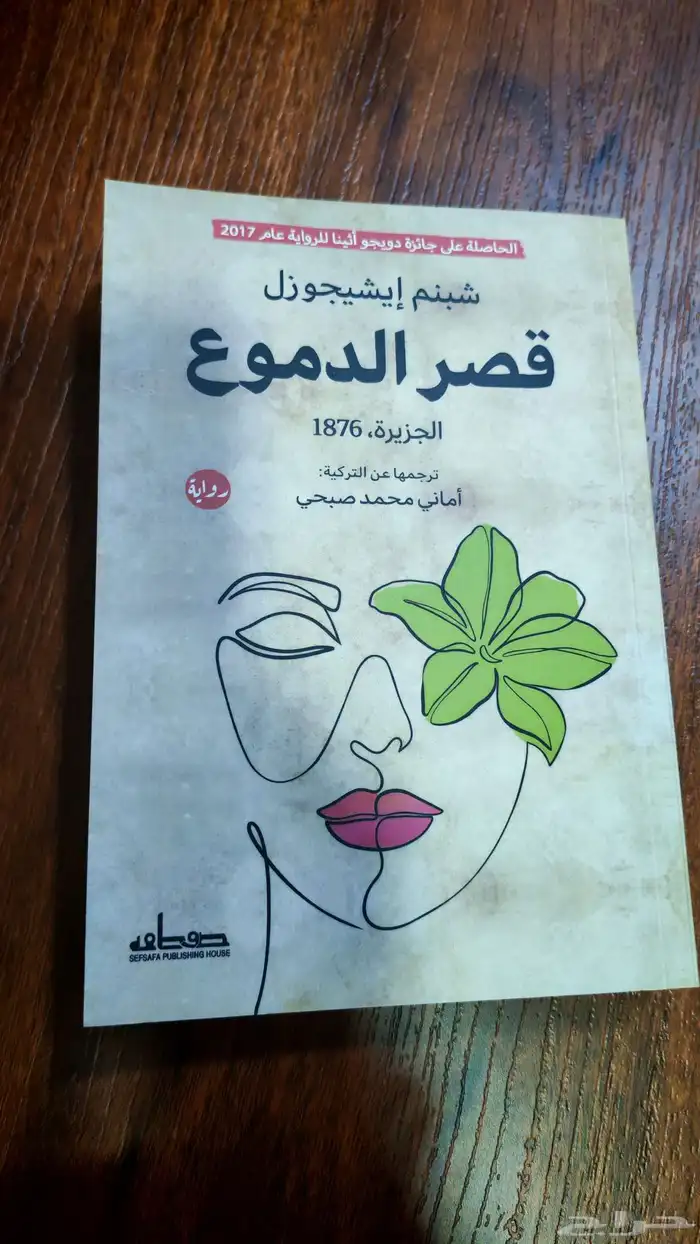 الحاصلة على جائزة دويجو أثينا للرواية عام 2017
شبنم إيشيجوزل
قصر الدموع
الجزيرة، 1876
ترجمها عن التركية:
أماني محمد صبحي
رواية
صفصافة
SEFSAFA PUBLISHING HOUSE
حراج